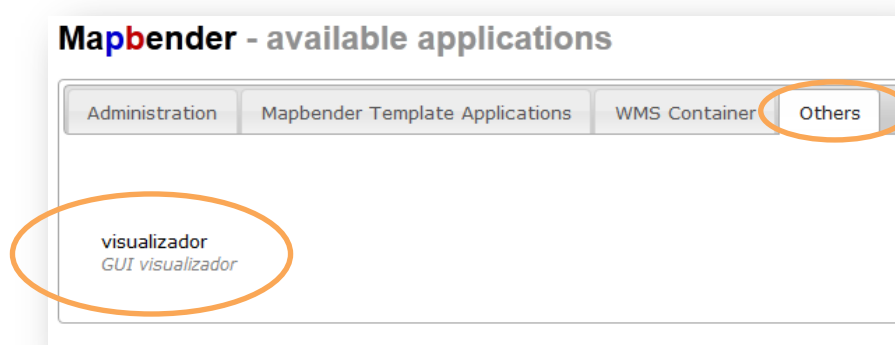 Mapbender - available applications
Administration Mapbender Template Applications WMS Container Others
visualizador
GUI visualizador